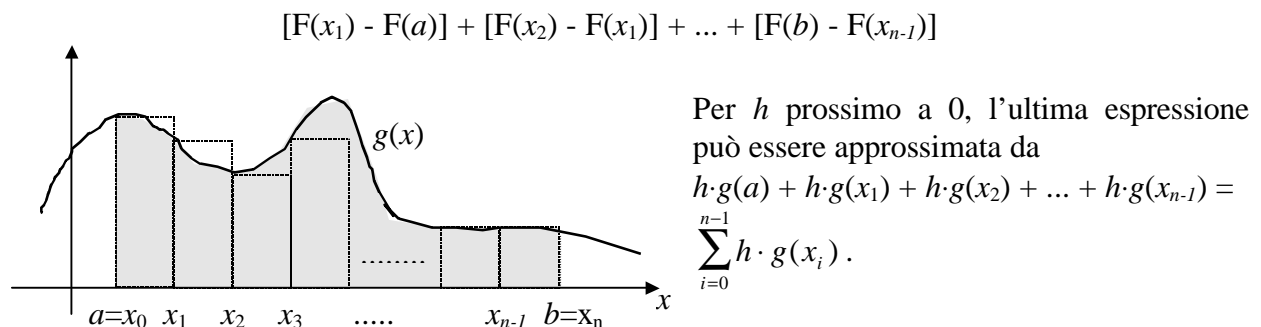 [F(x₁) - F(a)] + [F(x₂) - F(x₁)] + ... + [F(b) - F(xₙ₋₁)]
g(x)
........
x
a=x₀ x₁ x₂ x₃ ..... xₙ₋₁ b=xₙ
Per h prossimo a 0, l’ultima espressione
può essere approssimata da
h·g(a) + h·g(x₁) + h·g(x₂) + ... + h·g(xₙ₋₁) =
n−1
∑ h · g(xᵢ) .
i=0